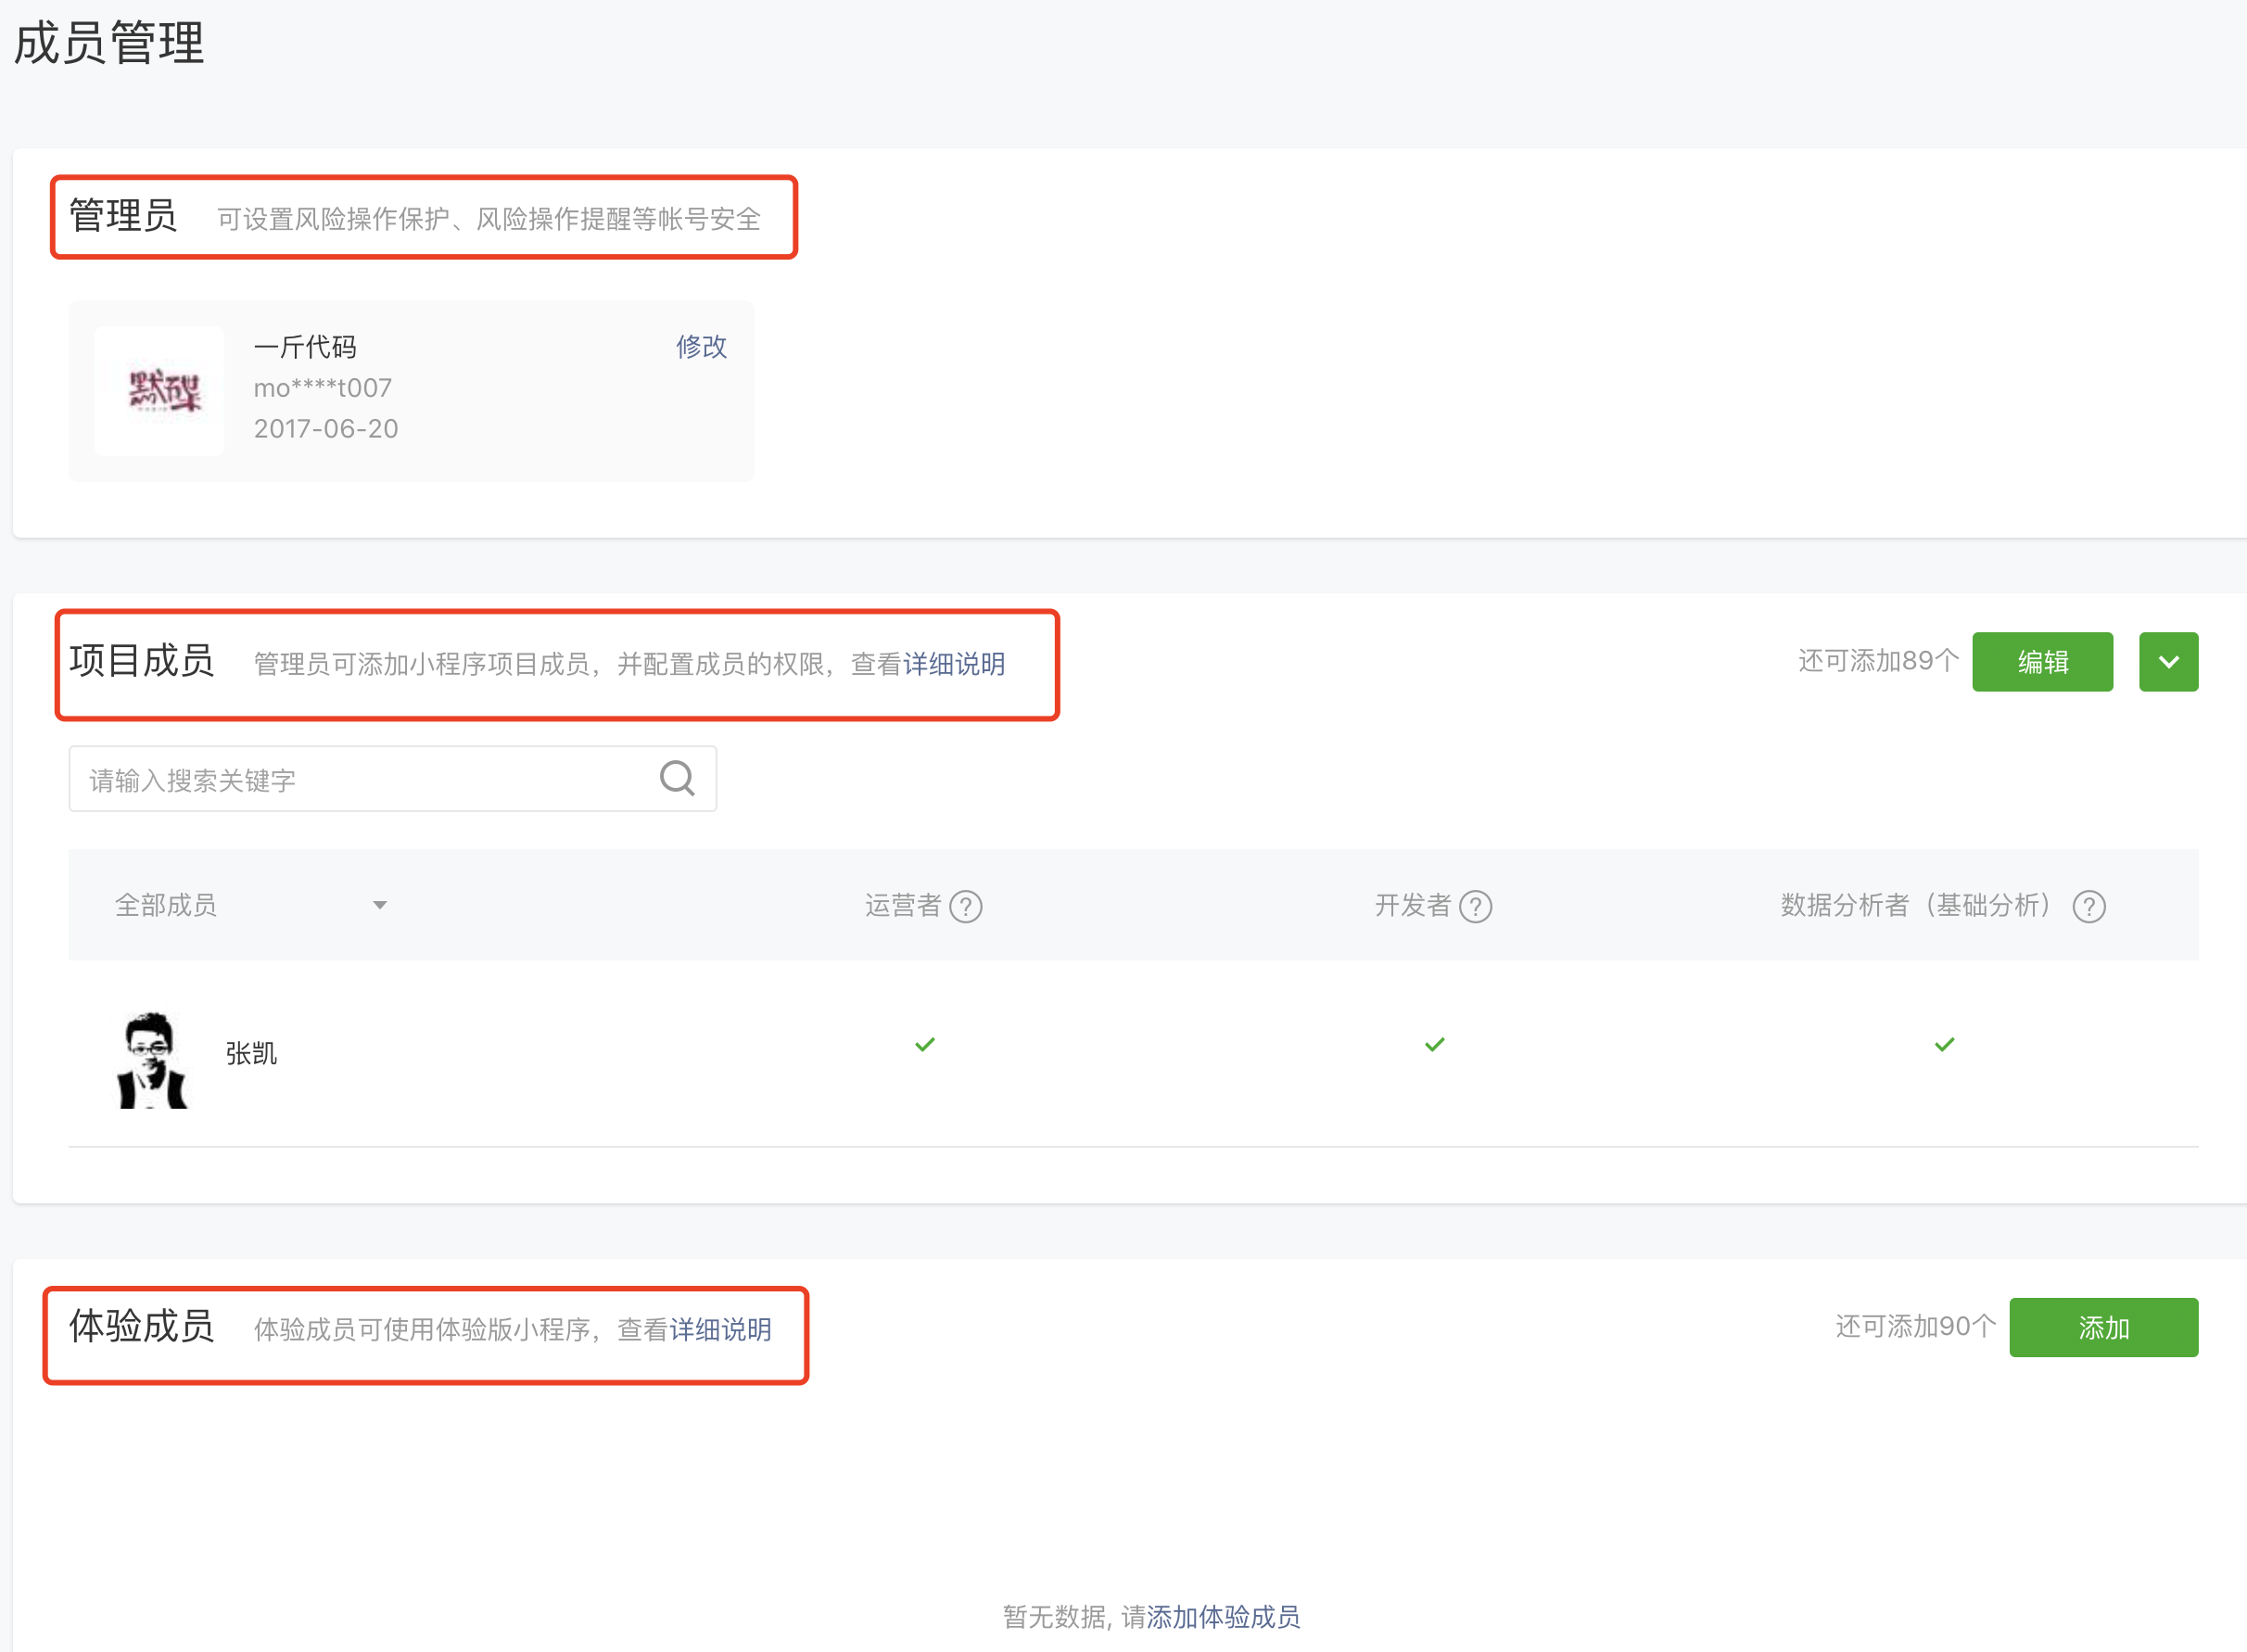 成员管理
管理员 可设置风险操作保护、风险操作提醒等帐号安全
一斤代码 修改
mo****t007
2017-06-20
项目成员 管理员可添加小程序项目成员，并配置成员的权限，查看详细说明 还可添加89个 编辑
请输入搜索关键字
全部成员 运营者 ? 开发者 ? 数据分析者（基础分析） ?
张凯
体验成员 体验成员可使用体验版小程序，查看详细说明 还可添加90个 添加
暂无数据, 请添加体验成员